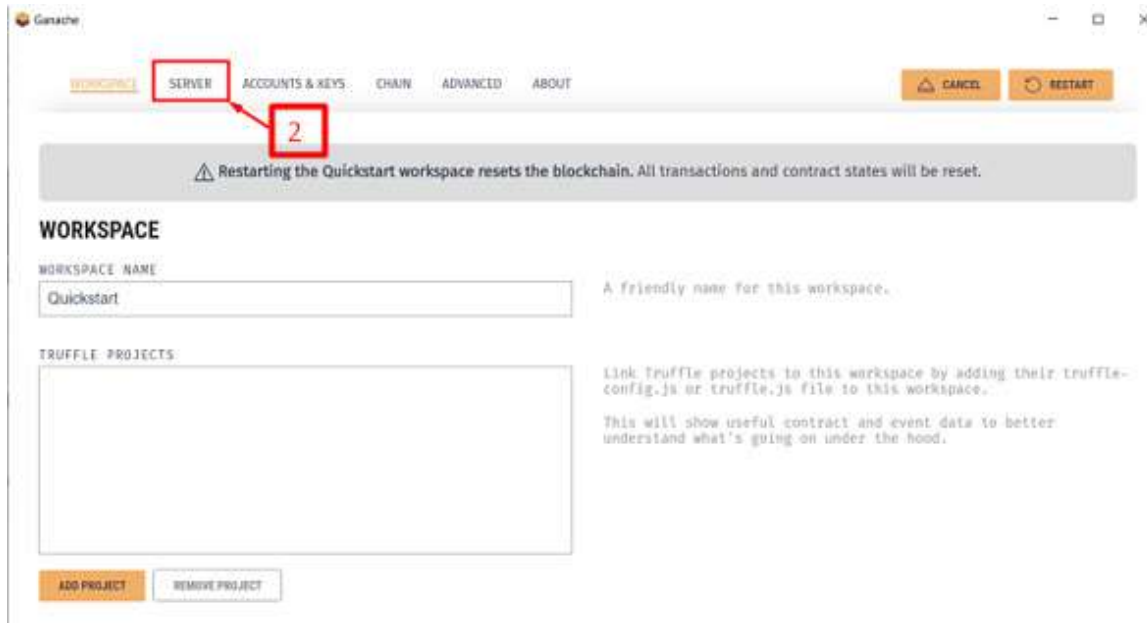 Ganache
WORKSPACE SERVER ACCOUNTS & KEYS CHAIN ADVANCED ABOUT CANCEL RESTART
2
Restarting the Quickstart workspace resets the blockchain. All transactions and contract states will be reset.
WORKSPACE
WORKSPACE NAME
Quickstart
A friendly name for this workspace.
TRUFFLE PROJECTS
Link Truffle projects to this workspace by adding their truffle-
config.js or truffle.js file to this workspace.
This will show useful contract and event data to better
understand what's going on under the hood.
ADD PROJECT REMOVE PROJECT